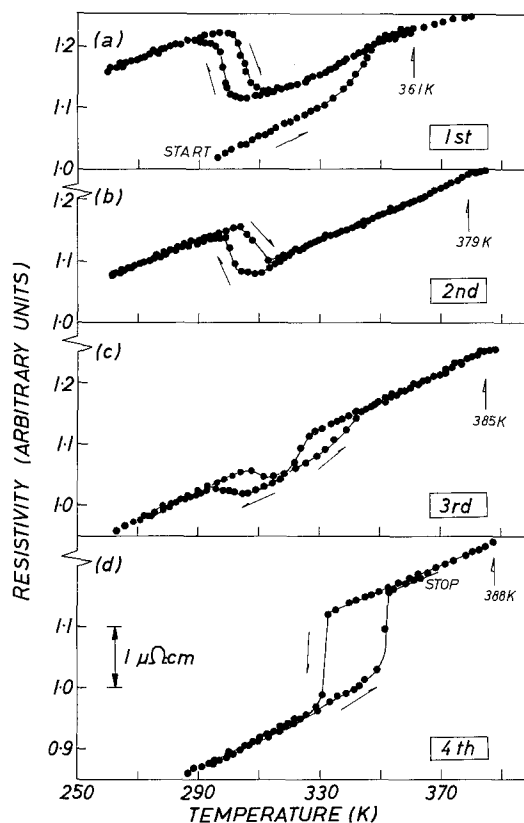 RESISTIVITY (ARBITRARY UNITS)
(a)
1.2
1.1
1.0
START
361K
1st
(b)
1.2
1.1
1.0
379K
2nd
(c)
1.2
1.1
1.0
385K
3rd
(d)
1.1
1.0
0.9
1 μΩcm
STOP
388K
4th
250 290 330 370
TEMPERATURE (K)